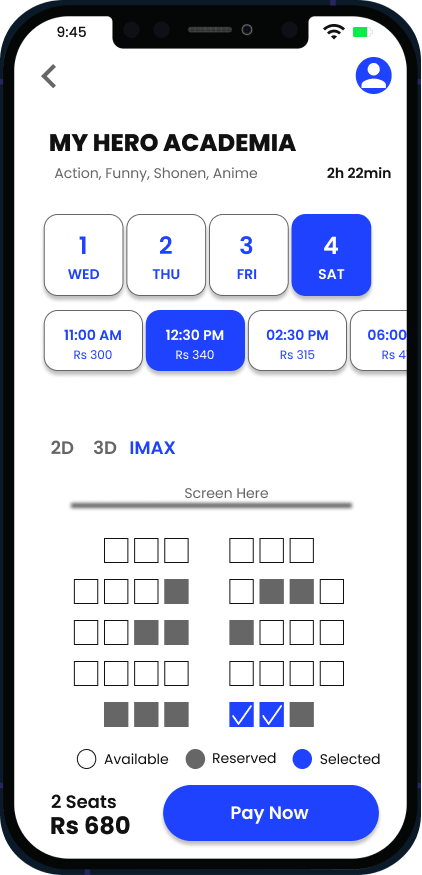 9:45
MY HERO ACADEMIA
Action, Funny, Shonen, Anime 2h 22min
1 2 3 4
WED THU FRI SAT
11:00 AM 12:30 PM 02:30 PM 06:00
Rs 300 Rs 340 Rs 315 Rs 4
2D 3D IMAX
Screen Here
Available Reserved Selected
2 Seats
Rs 680 Pay Now